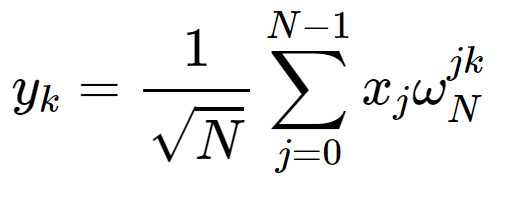 $y_k = \frac{1}{\sqrt{N}} \sum_{j=0}^{N-1} x_j \omega_N^{jk}$